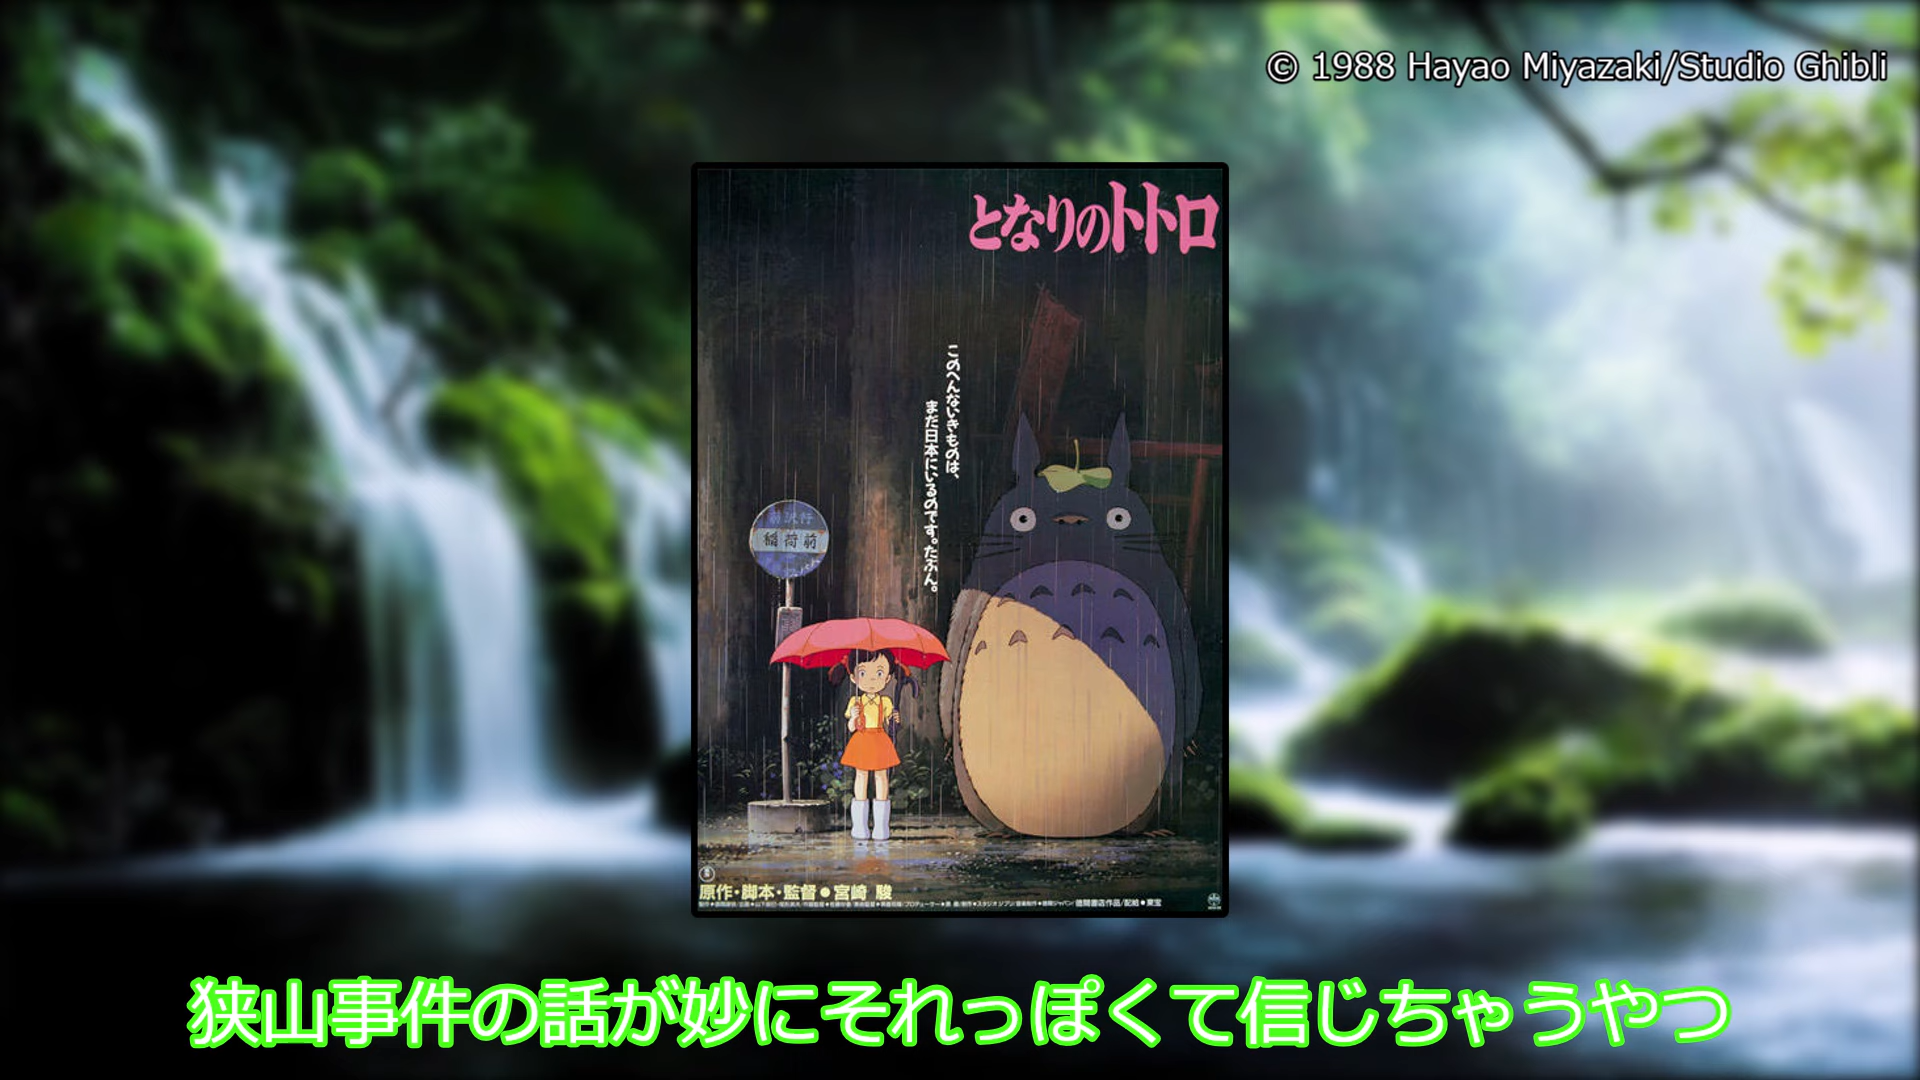 © 1988 Hayao Miyazaki/Studio Ghibli
となりのトトロ
このへんないきものは、
まだ日本にいるのです。たぶん。
前沢行
稲荷前
原作・脚本・監督●宮崎 駿
狭山事件の話が妙にそれっぽくて信じちゃうやつ